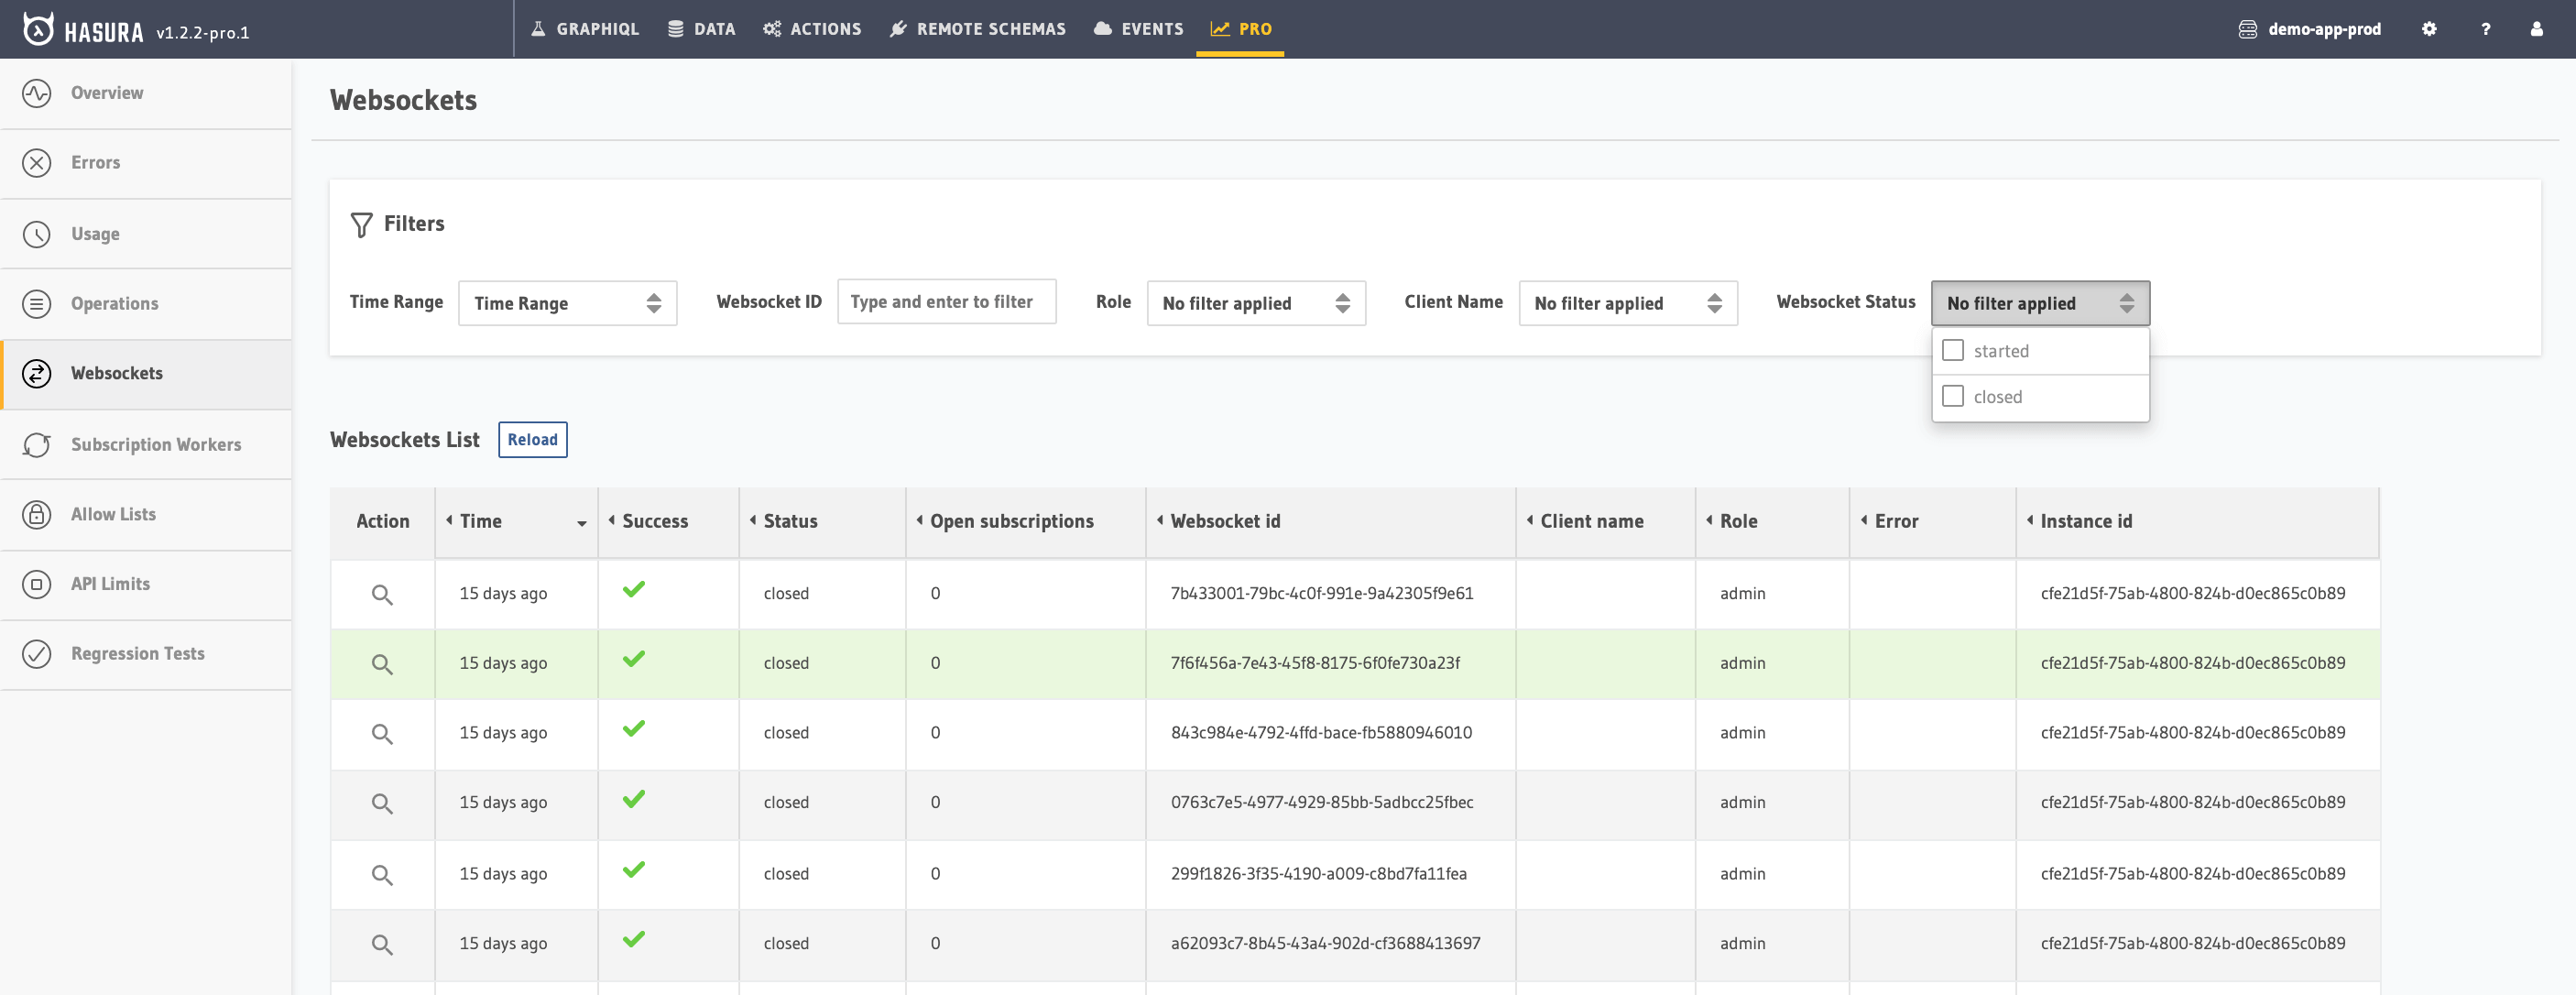 HASURA v1.2.2-pro.1 GRAPHIQL DATA ACTIONS REMOTE SCHEMAS EVENTS PRO demo-app-prod ?
Overview
Errors
Usage
Operations
Websockets
Subscription Workers
Allow Lists
API Limits
Regression Tests
Websockets
Filters
Time Range Time Range Websocket ID Type and enter to filter Role No filter applied Client Name No filter applied Websocket Status No filter applied
started
closed
Websockets List Reload
Action Time Success Status Open subscriptions Websocket id Client name Role Error Instance id
15 days ago closed 0 7b433001-79bc-4c0f-991e-9a42305f9e61 admin cfe21d5f-75ab-4800-824b-d0ec865c0b89
15 days ago closed 0 7f6f456a-7e43-45f8-8175-6f0fe730a23f admin cfe21d5f-75ab-4800-824b-d0ec865c0b89
15 days ago closed 0 843c984e-4792-4ffd-bace-fb5880946010 admin cfe21d5f-75ab-4800-824b-d0ec865c0b89
15 days ago closed 0 0763c7e5-4977-4929-85bb-5adbcc25fbec admin cfe21d5f-75ab-4800-824b-d0ec865c0b89
15 days ago closed 0 299f1826-3f35-4190-a009-c8bd7fa11fea admin cfe21d5f-75ab-4800-824b-d0ec865c0b89
15 days ago closed 0 a62093c7-8b45-43a4-902d-cf3688413697 admin cfe21d5f-75ab-4800-824b-d0ec865c0b89